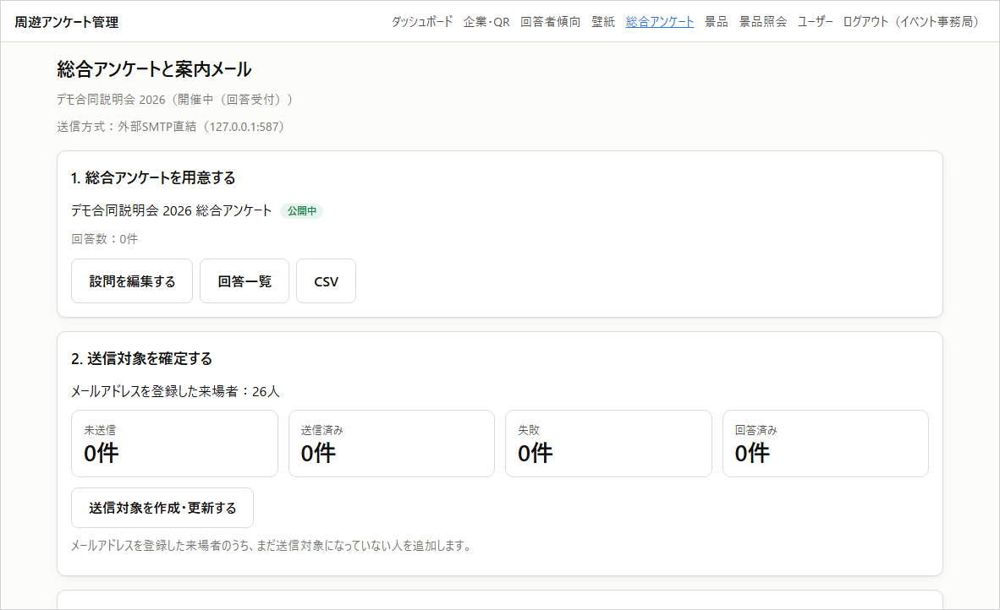 周遊アンケート管理
ダッシュボード 企業・QR 回答者傾向 壁紙 総合アンケート 景品 景品照会 ユーザー ログアウト（イベント事務局）
総合アンケートと案内メール
デモ合同説明会 2026（開催中（回答受付））
送信方式：外部SMTP直結（127.0.0.1:587）
1. 総合アンケートを用意する
デモ合同説明会 2026 総合アンケート 公開中
回答数：0件
設問を編集する 回答一覧 CSV
2. 送信対象を確定する
メールアドレスを登録した来場者：26人
未送信 送信済み 失敗 回答済み
0件 0件 0件 0件
送信対象を作成・更新する
メールアドレスを登録した来場者のうち、まだ送信対象になっていない人を追加します。